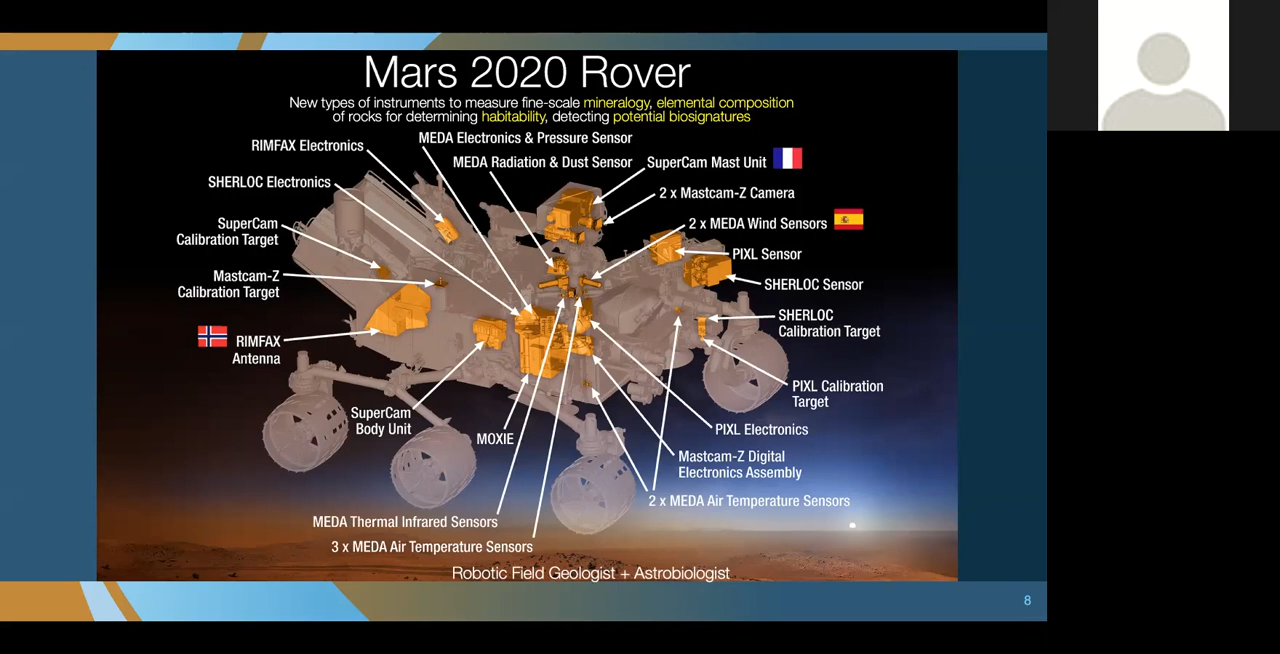 Mars 2020 Rover
New types of instruments to measure fine-scale mineralogy, elemental composition
of rocks for determining habitability, detecting potential biosignatures
MEDA Electronics & Pressure Sensor
RIMFAX Electronics
MEDA Radiation & Dust Sensor
SuperCam Mast Unit
SHERLOC Electronics
2 x Mastcam-Z Camera
SuperCam
Calibration Target
2 x MEDA Wind Sensors
PIXL Sensor
Mastcam-Z
Calibration Target
SHERLOC Sensor
SHERLOC
Calibration Target
RIMFAX
Antenna
PIXL Calibration
Target
SuperCam
Body Unit
MOXIE
PIXL Electronics
Mastcam-Z Digital
Electronics Assembly
2 x MEDA Air Temperature Sensors
MEDA Thermal Infrared Sensors
3 x MEDA Air Temperature Sensors
Robotic Field Geologist + Astrobiologist
8